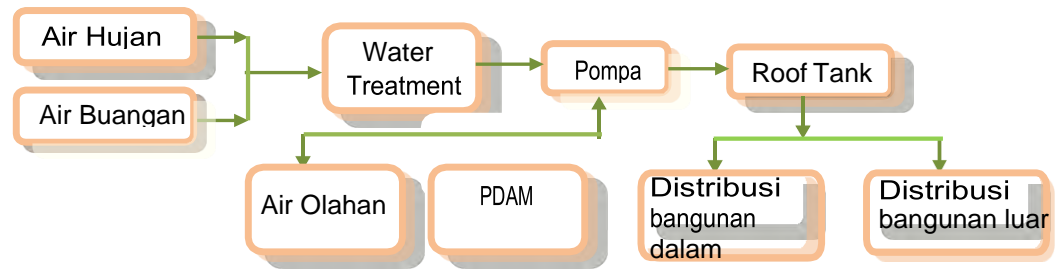 Air Hujan
Air Buangan
Water
Treatment
Pompa
Roof Tank
Air Olahan
PDAM
Distribusi
bangunan
dalam
Distribusi
bangunan luar